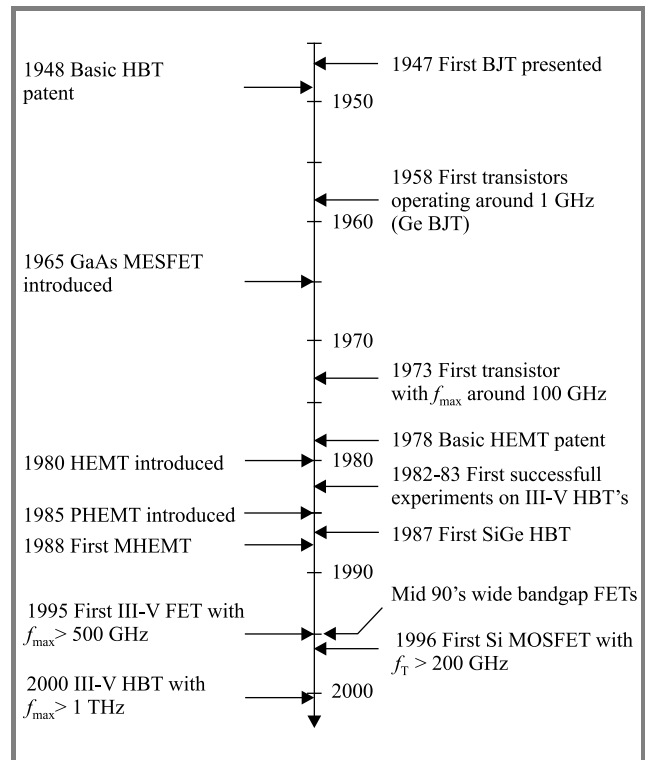 1947 First BJT presented
1948 Basic HBT
patent
1950
1958 First transistors
operating around 1 GHz
(Ge BJT)
1960
1965 GaAs MESFET
introduced
1970
1973 First transistor
with fmax around 100 GHz
1978 Basic HEMT patent
1980 HEMT introduced
1980
1982-83 First successfull
experiments on III-V HBT's
1985 PHEMT introduced
1987 First SiGe HBT
1988 First MHEMT
1990
Mid 90's wide bandgap FETs
1995 First III-V FET with
fmax> 500 GHz
1996 First Si MOSFET with
fT > 200 GHz
2000 III-V HBT with
fmax> 1 THz
2000